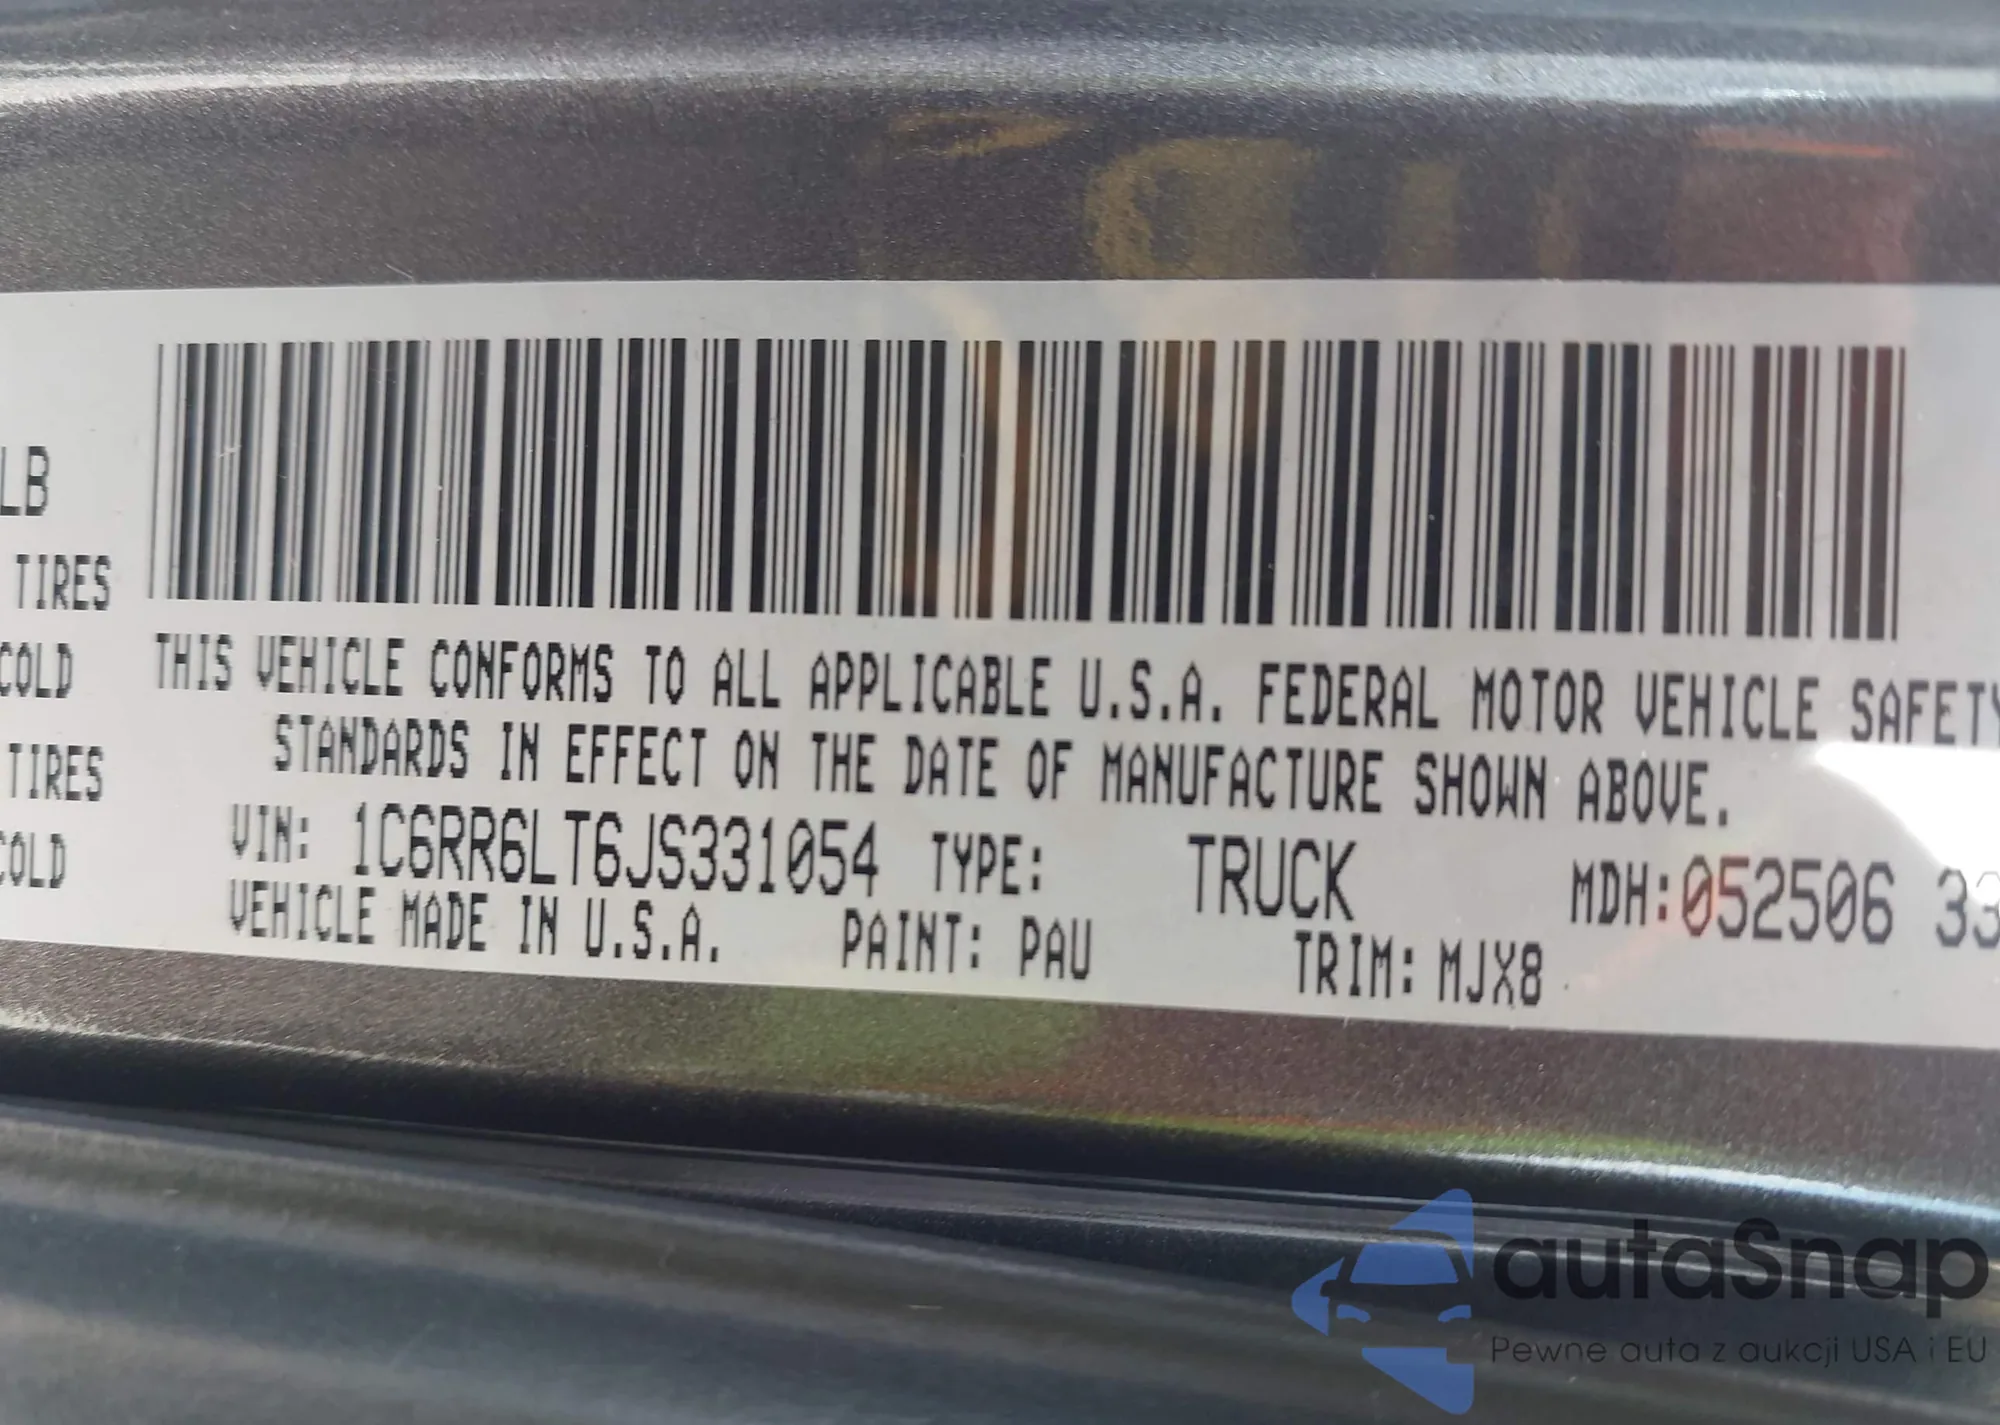 LB
TIRES
COLD
TIRES
COLD
THIS VEHICLE CONFORMS TO ALL APPLICABLE U.S.A. FEDERAL MOTOR VEHICLE SAFETY
STANDARDS IN EFFECT ON THE DATE OF MANUFACTURE SHOWN ABOVE.
VIN: 1C6RR6LT6JS331054 TYPE: TRUCK MDH:052506 33
VEHICLE MADE IN U.S.A. PAINT: PAU TRIM: MJX8
autaSnap
Pewne auta z aukcji USA i EU